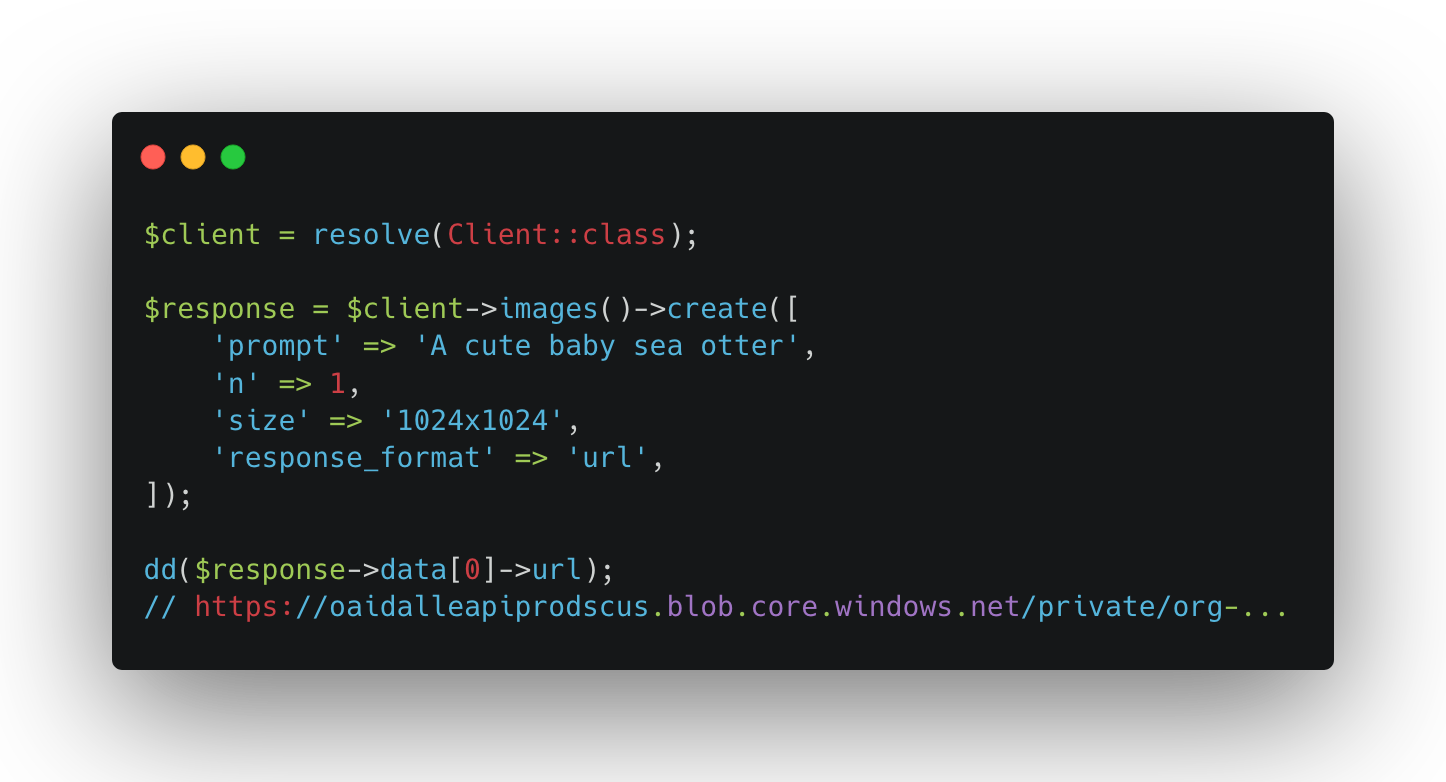 $client = resolve(Client::class);

$response = $client->images()->create([
    'prompt' => 'A cute baby sea otter',
    'n' => 1,
    'size' => '1024x1024',
    'response_format' => 'url',
]);

dd($response->data[0]->url);
// https://oaidalleapiprodscus.blob.core.windows.net/private/org-...